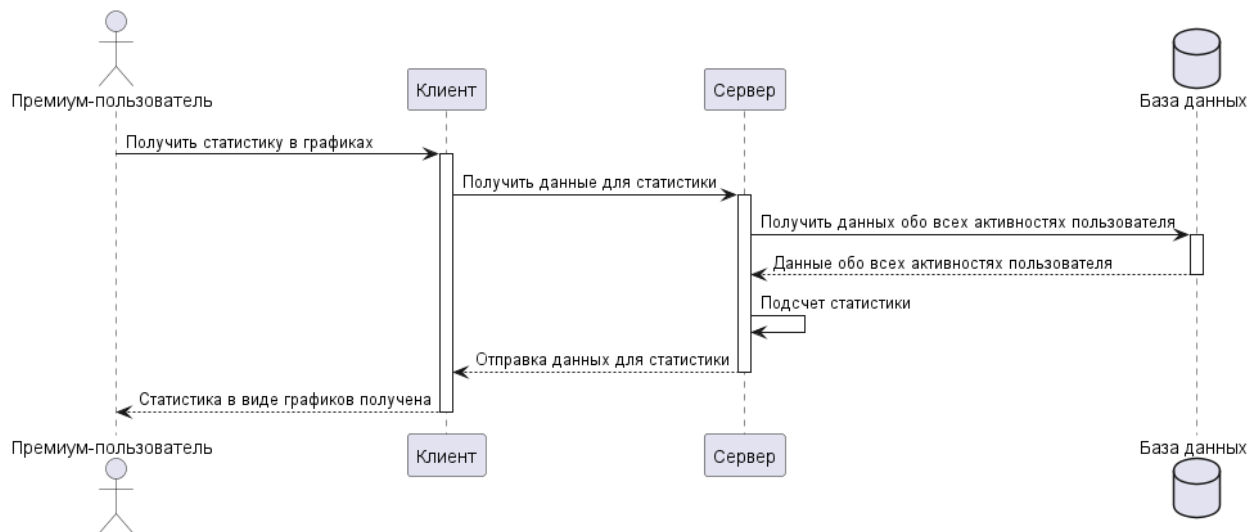 Премиум-пользователь
Клиент
Сервер
База данных
Получить статистику в графиках
Получить данные для статистики
Получить данных обо всех активностях пользователя
Данные обо всех активностях пользователя
Подсчет статистики
Отправка данных для статистики
Статистика в виде графиков получена
Премиум-пользователь
Клиент
Сервер
База данных